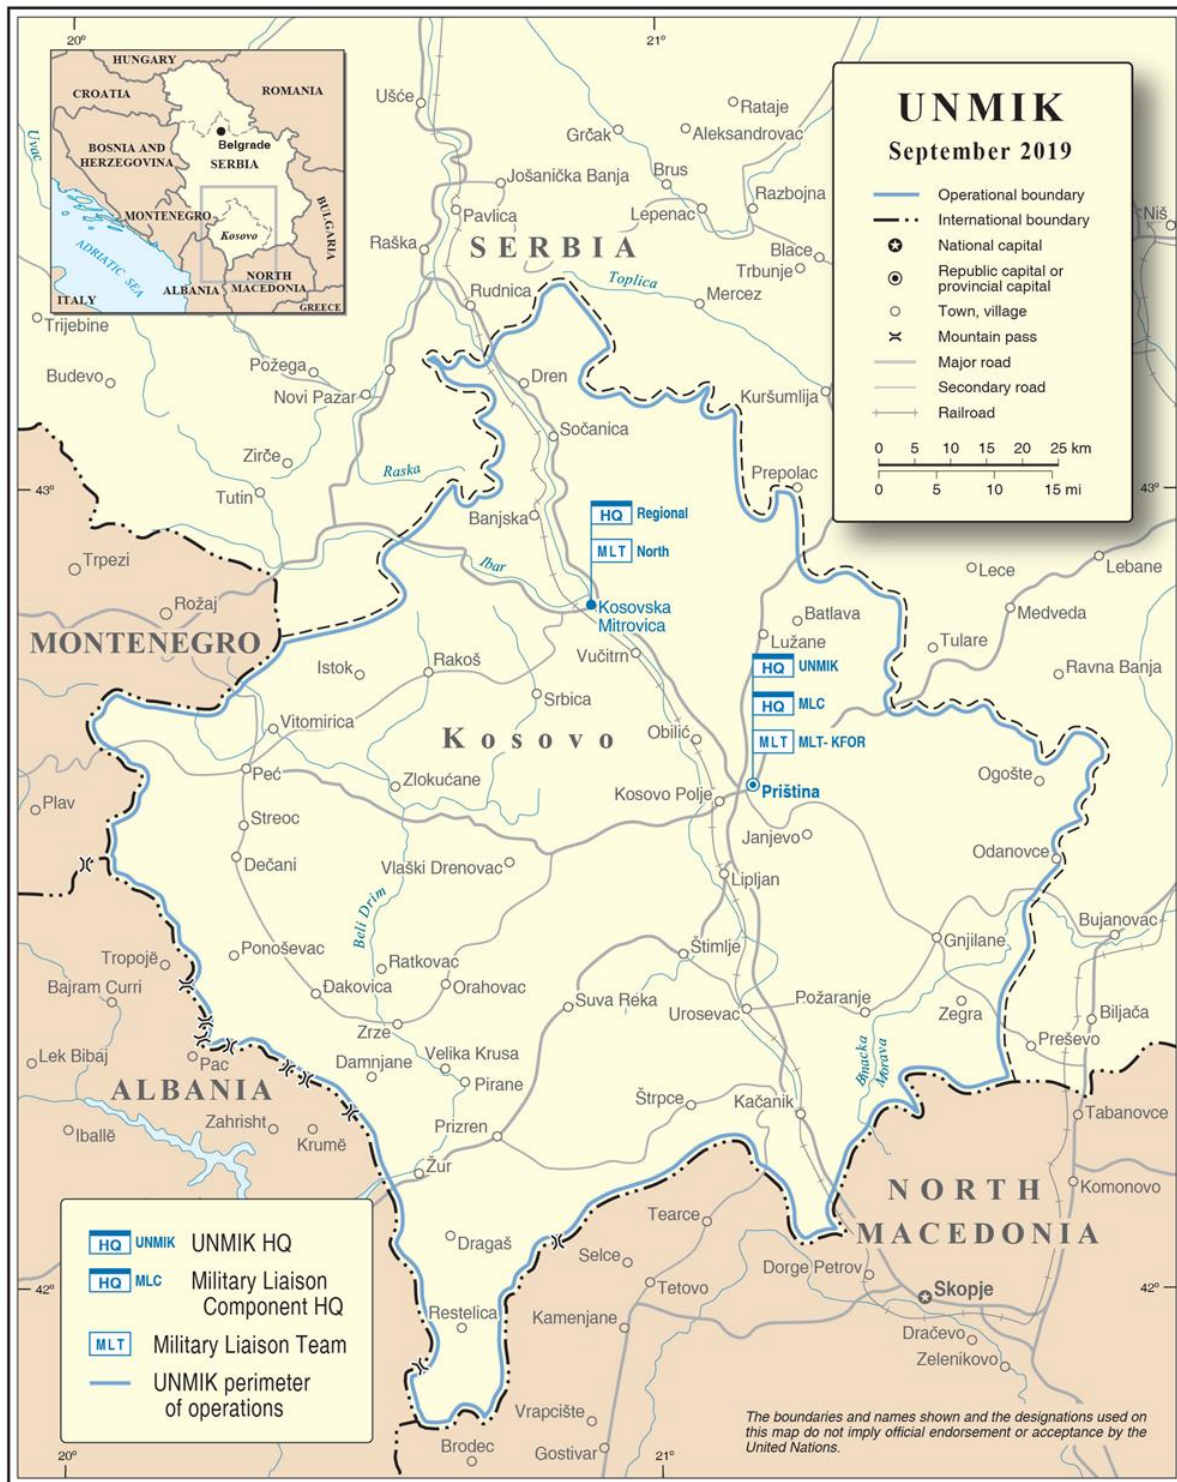 20º
21º
HUNGARY
CROATIA
ROMANIA
BOSNIA AND
HERZEGOVINA
Belgrade
SERBIA
MONTENEGRO
Kosovo
BULGARIA
ADRIATIC SEA
ITALY
ALBANIA
NORTH
MACEDONIA
GREECE
UNMIK
September 2019
Operational boundary
International boundary
National capital
Republic capital or
provincial capital
Town, village
Mountain pass
Major road
Secondary road
Railroad
0 5 10 15 20 25 km
0 5 10 15 mi
Uvac
Ušće
Rataje
Grčak
Aleksandrovac
Brus
Jošanička Banja
Razbojna
Lepenac
Pavlica
Niš
Raška
SERBIA
Blace
Trbunje
Toplica
Rudnica
Mercez
Trijebine
Požega
Budevo
Dren
Novi Pazar
Kuršumlija
Sočanica
Zirče
Raska
Prepolac
Tutin
43º
43º
Banjska
HQ Regional
MLT North
Trpezi
Ibar
Lece
Lebane
Rožaj
Kosovska
Mitrovica
Batlava
Medveda
MONTENEGRO
Lužane
Tulare
Vučitrn
Istok
Rakoš
HQ UNMIK
Ravna Banja
Srbica
HQ MLC
Vitomirica
Kosovo
Obilić
MLT MLT- KFOR
Peć
Ogošte
Zlokućane
Priština
Plav
Kosovo Polje
Streoc
Janjevo
Dečani
Odanovce
Vlaški Drenovac
Lipljan
Beli Drim
Bujanovac
Gnjilane
Ponoševac
Štimlje
Tropojë
Ratkovac
Bajram Curri
Orahovac
Đakovica
Suva Reka
Požaranje
Urosevac
Zegra
Biljača
Zrze
Preševo
Lek Bibaj
Pac
Damnjane
Velika Krusa
Binacka
Morava
Pirane
ALBANIA
Štrpce
Kačanik
Tabanovce
Iballë
Zahrisht
Krumë
Prizren
Žur
NORTH
MACEDONIA
Komonovo
Tearce
Dragaš
Selce
Dorge Petrov
42º
42º
Tetovo
Skopje
Restelica
Kamenjane
Dračevo
Zelenikovo
Vrapcište
Brodec
Gostivar
20º
21º
HQ UNMIK UNMIK HQ
HQ MLC Military Liaison
Component HQ
MLT Military Liaison Team
UNMIK perimeter
of operations
The boundaries and names shown and the designations used on
this map do not imply official endorsement or acceptance by the
United Nations.